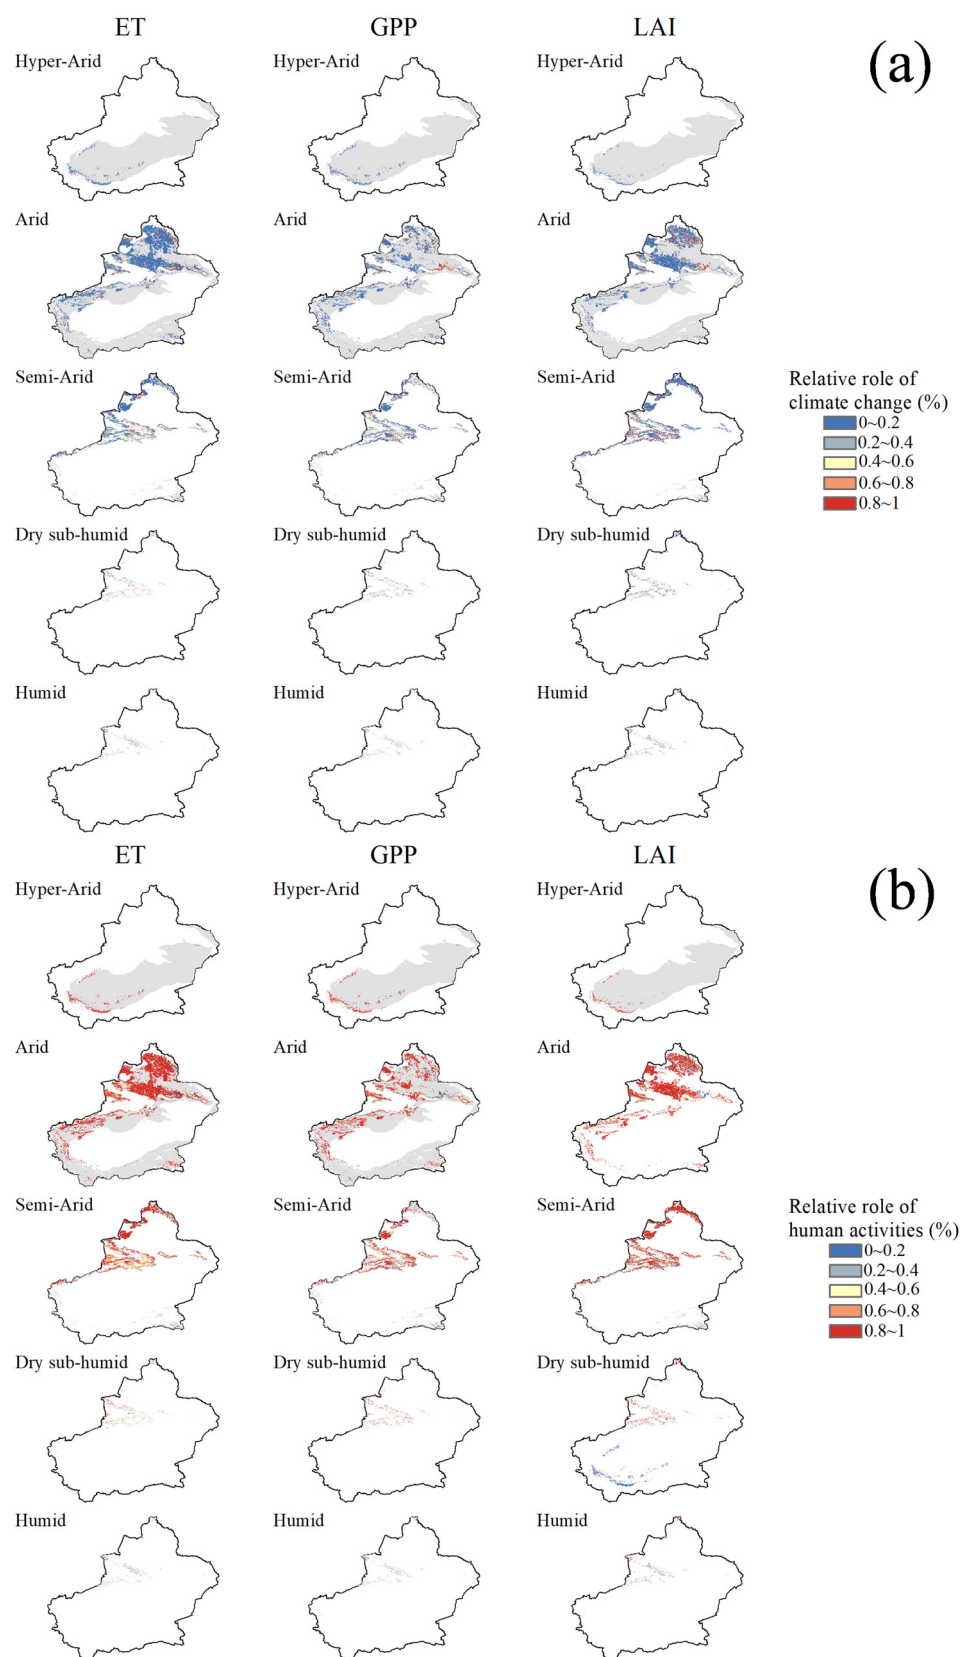 ET GPP LAI
(a)
Hyper-Arid Hyper-Arid Hyper-Arid
Arid Arid Arid
Semi-Arid Semi-Arid Semi-Arid
Relative role of
climate change (%)
0~0.2
0.2~0.4
0.4~0.6
0.6~0.8
0.8~1
Dry sub-humid Dry sub-humid Dry sub-humid
Humid Humid Humid
ET GPP LAI
(b)
Hyper-Arid Hyper-Arid Hyper-Arid
Arid Arid Arid
Semi-Arid Semi-Arid Semi-Arid
Relative role of
human activities (%)
0~0.2
0.2~0.4
0.4~0.6
0.6~0.8
0.8~1
Dry sub-humid Dry sub-humid Dry sub-humid
Humid Humid Humid